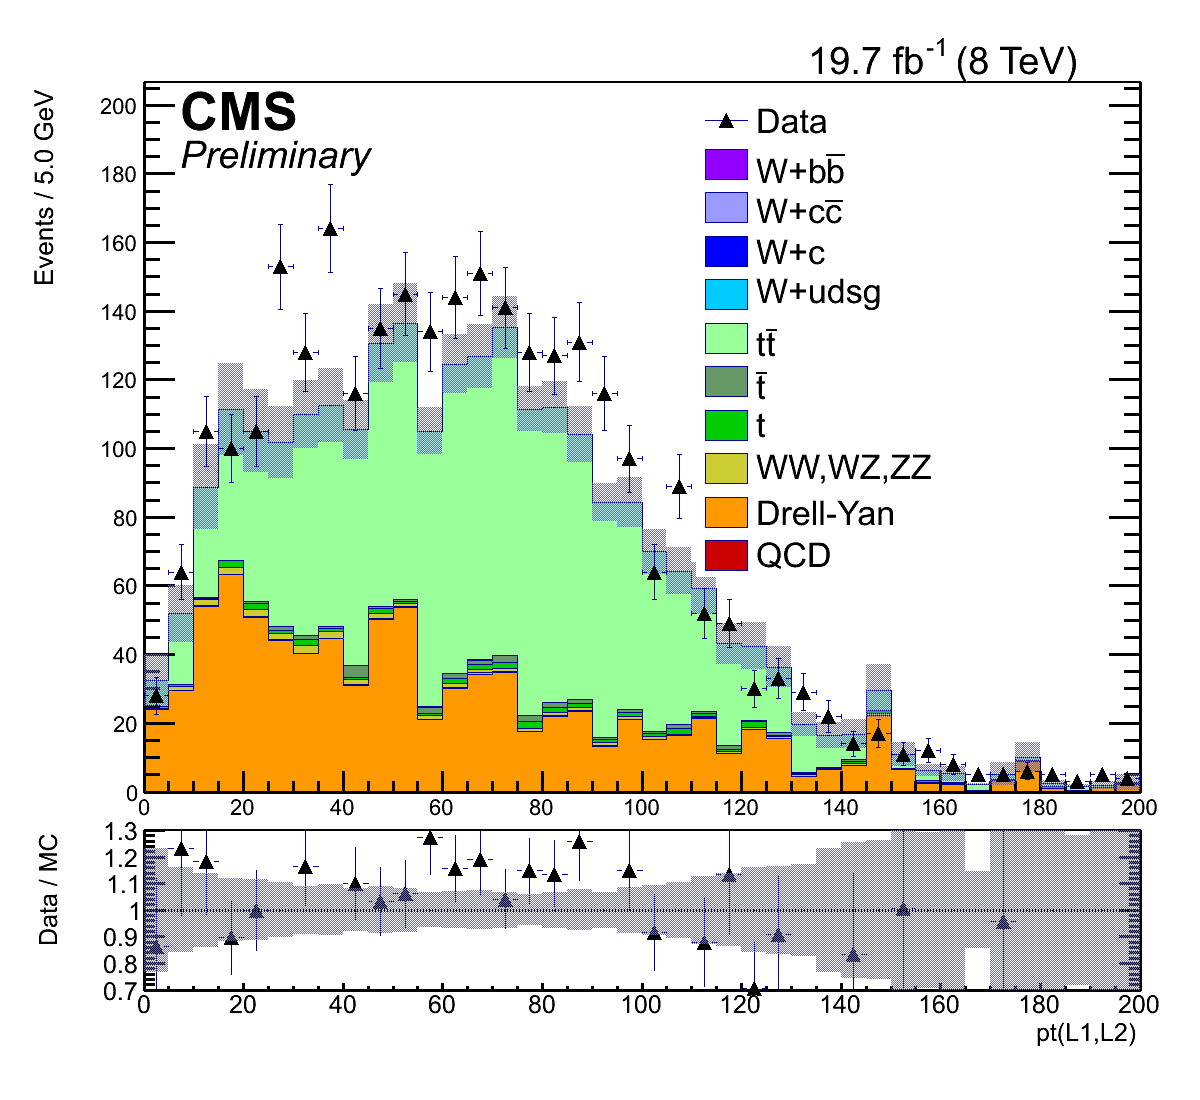 19.7 fb-1 (8 TeV)
CMS
Preliminary
Events / 5.0 GeV
200
180
160
140
120
100
80
60
40
20
0
Data
W+bb̅
W+cc̅
W+c
W+udsg
tt̅
t̅
t
WW,WZ,ZZ
Drell-Yan
QCD
0 20 40 60 80 100 120 140 160 180 200
Data / MC
1.3
1.2
1.1
1
0.9
0.8
0.7
0 20 40 60 80 100 120 140 160 180 200
pt(L1,L2)